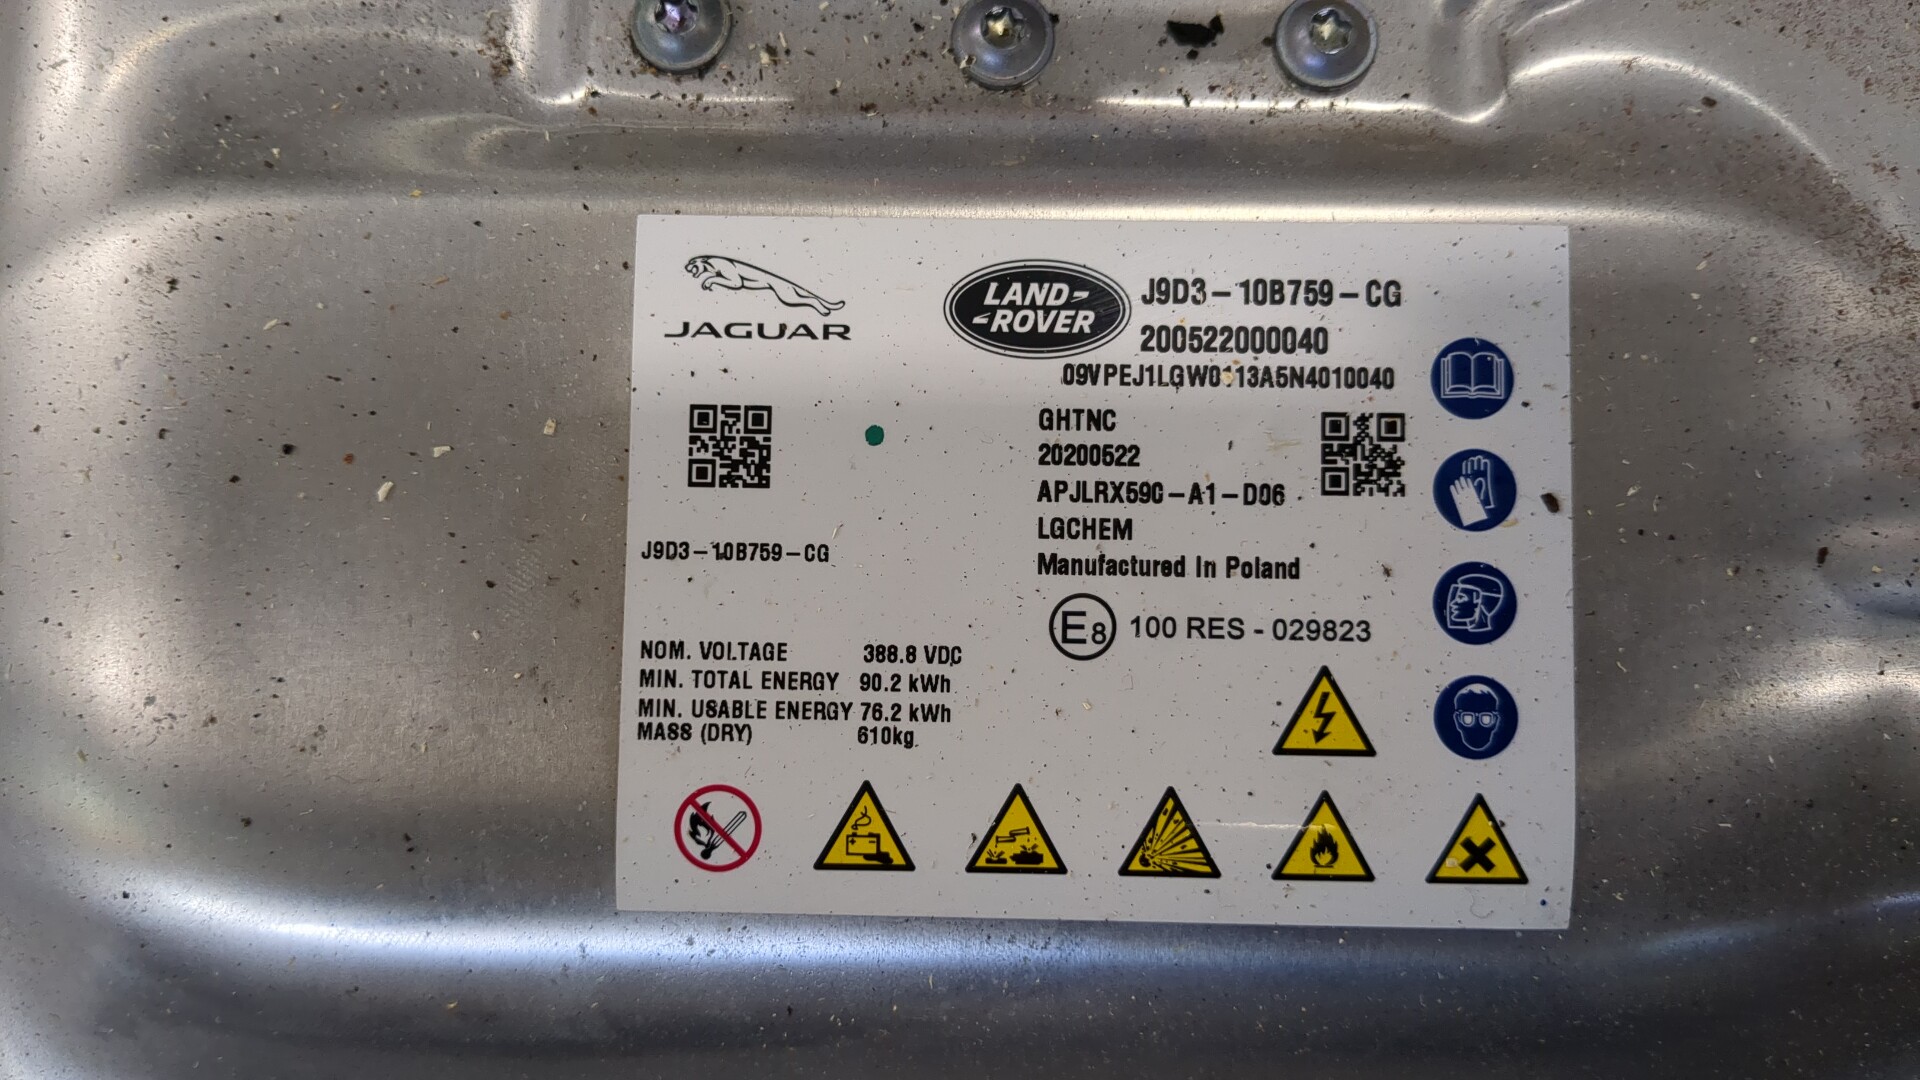 JAGUAR
LAND-
-ROVER
J9D3-10B759-CG
200522000040
09VPEJ1LGW0113A5N4010040
GHTNC
20200522
APJLRX590-A1-D06
LGCHEM
Manufactured In Poland
J9D3-10B759-CG
E8 100 RES - 029823
NOM. VOLTAGE 388.8 VDC
MIN. TOTAL ENERGY 90.2 kWh
MIN. USABLE ENERGY 76.2 kWh
MASS (DRY) 610kg